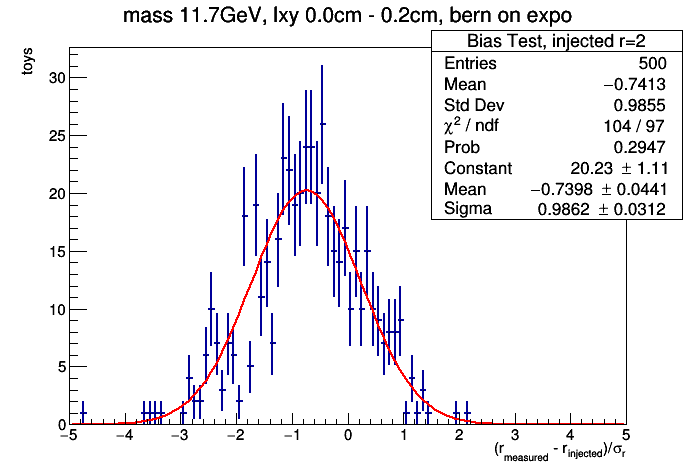 mass 11.7GeV, lxy 0.0cm - 0.2cm, bern on expo
Bias Test, injected r=2
Entries 500
Mean −0.7413
Std Dev 0.9855
χ² / ndf 104 / 97
Prob 0.2947
Constant 20.23 ± 1.11
Mean −0.7398 ± 0.0441
Sigma 0.9862 ± 0.0312
toys
30
25
20
15
10
5
0
−5 −4 −3 −2 −1 0 1 2 3 4 5
(r_measured - r_injected)/σ_r